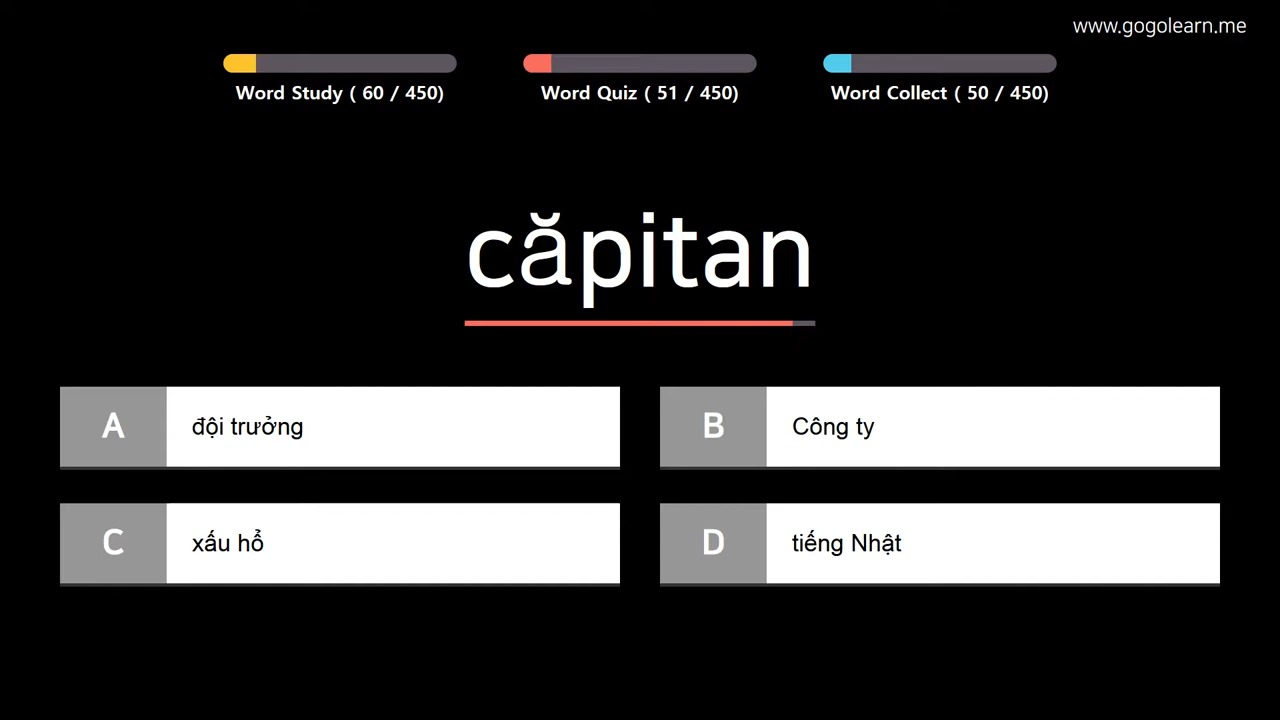 www.gogolearn.me
Word Study ( 60 / 450)
Word Quiz ( 51 / 450)
Word Collect ( 50 / 450)
căpitan
A đội trưởng
B Công ty
C xấu hổ
D tiếng Nhật